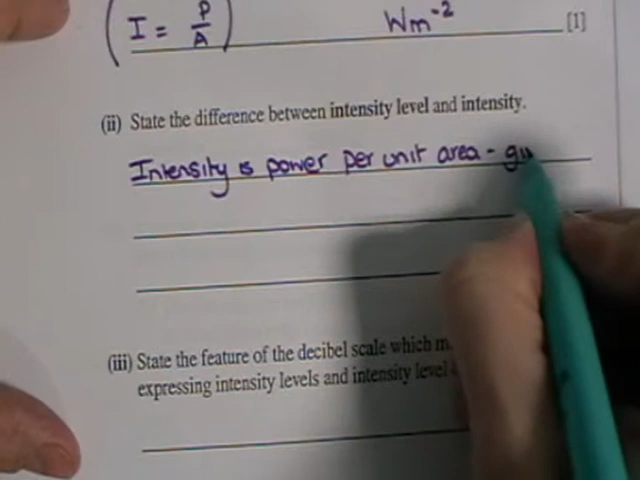 ( I = P/A ) Wm⁻² [1]
(ii) State the difference between intensity level and intensity.
Intensity is power per unit area -
(iii) State the feature of the decibel scale which
expressing intensity levels and intensity level